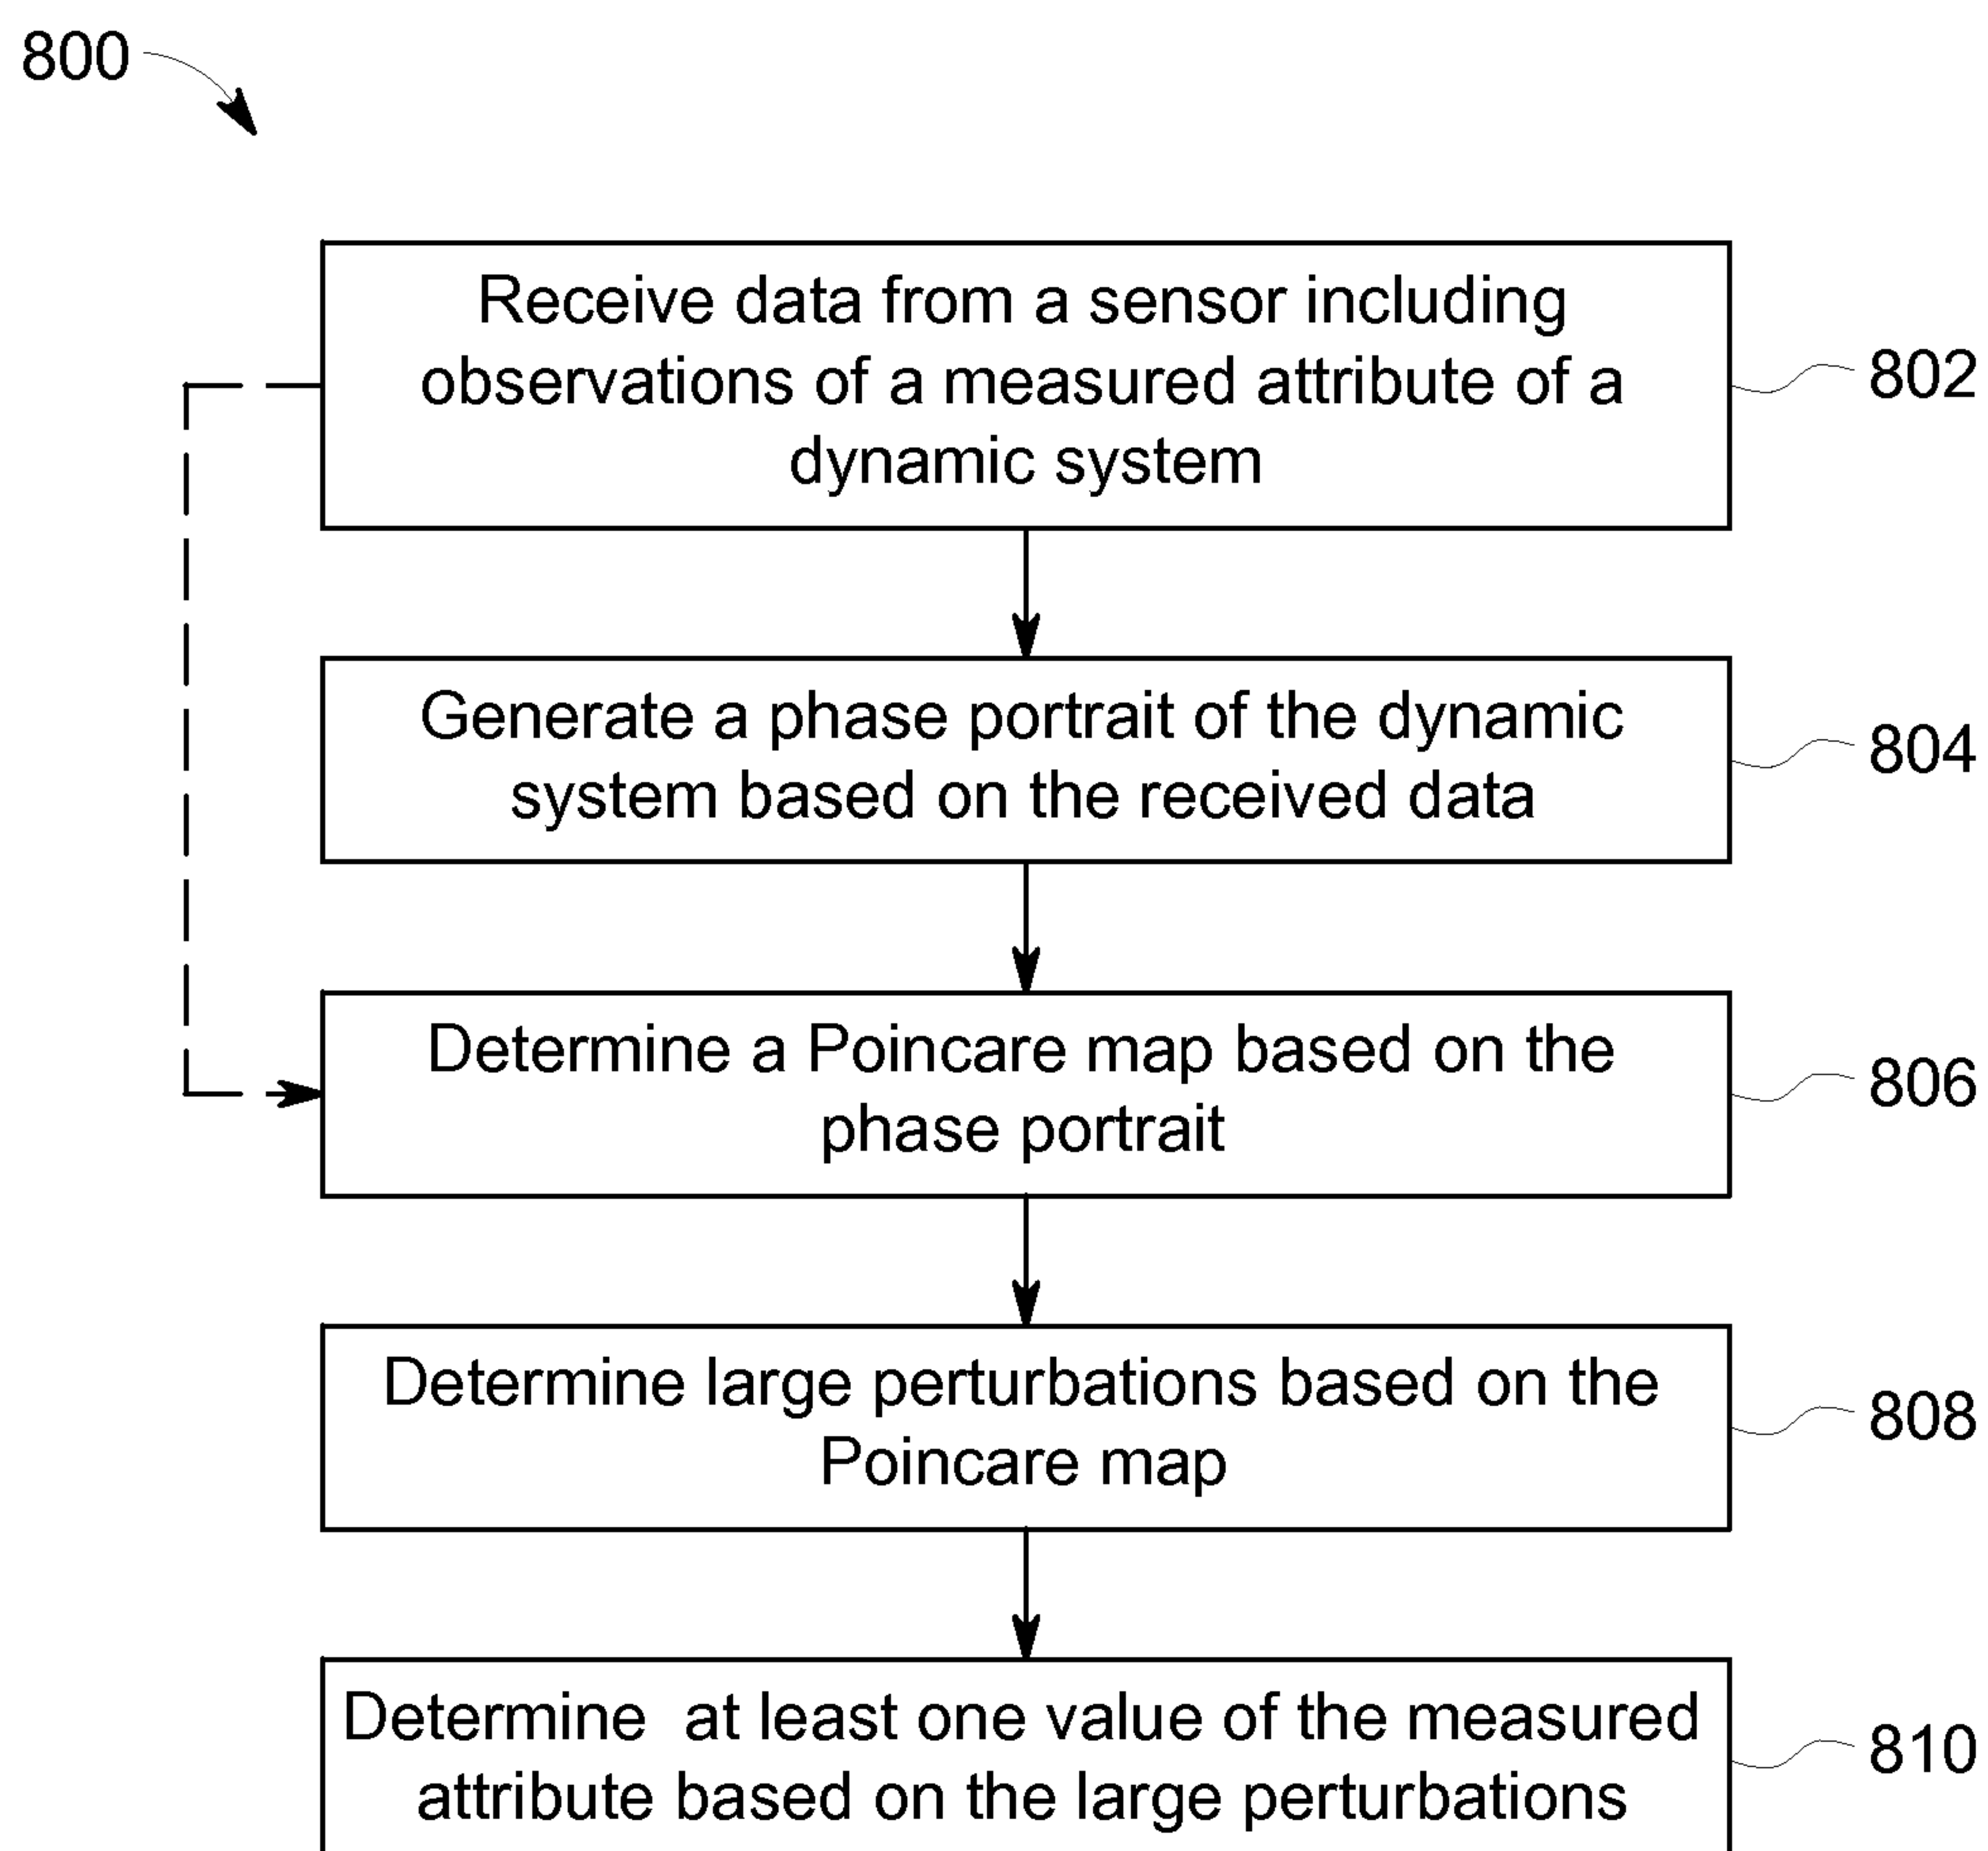 800
Receive data from a sensor including
observations of a measured attribute of a
dynamic system
802
Generate a phase portrait of the dynamic
system based on the received data
804
Determine a Poincare map based on the
phase portrait
806
Determine large perturbations based on the
Poincare map
808
Determine at least one value of the measured
attribute based on the large perturbations
810